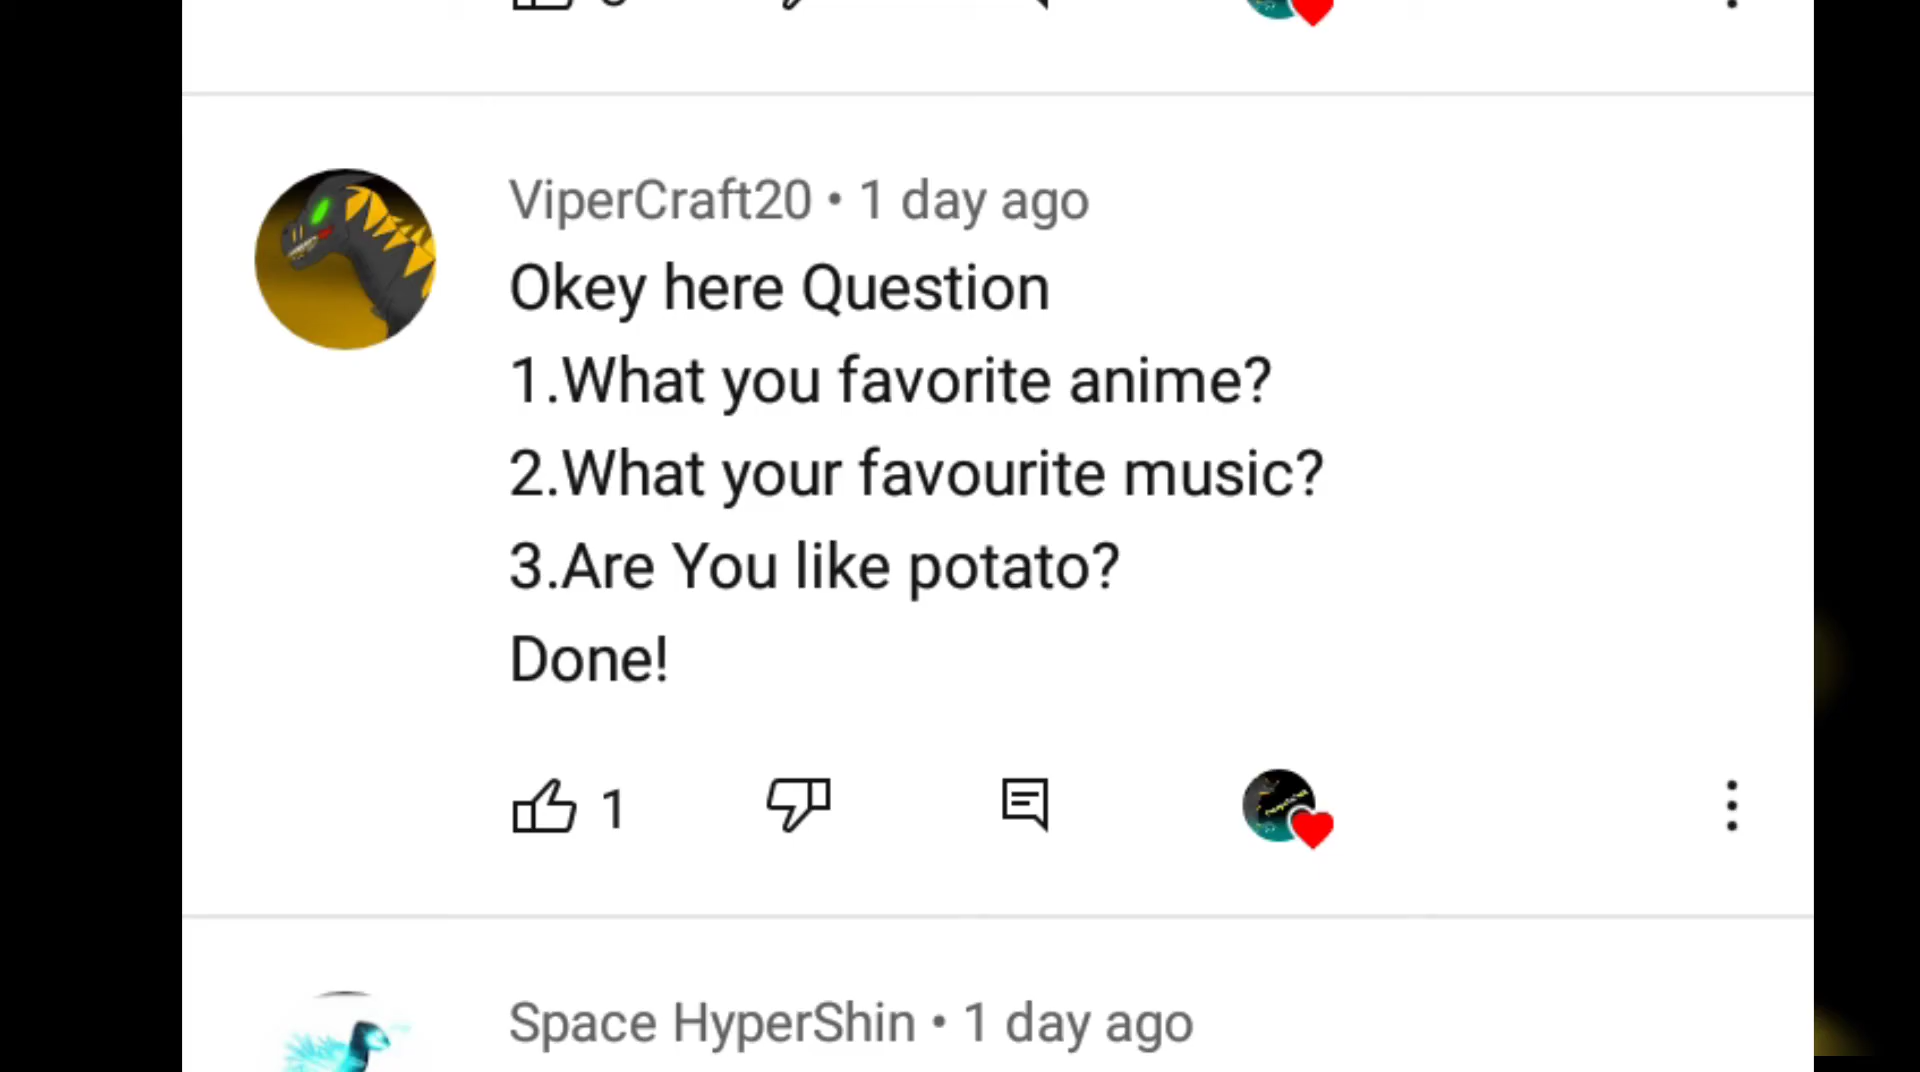 ViperCraft20 • 1 day ago
Okey here Question
1.What you favorite anime?
2.What your favourite music?
3.Are You like potato?
Done!
1
Space HyperShin • 1 day ago